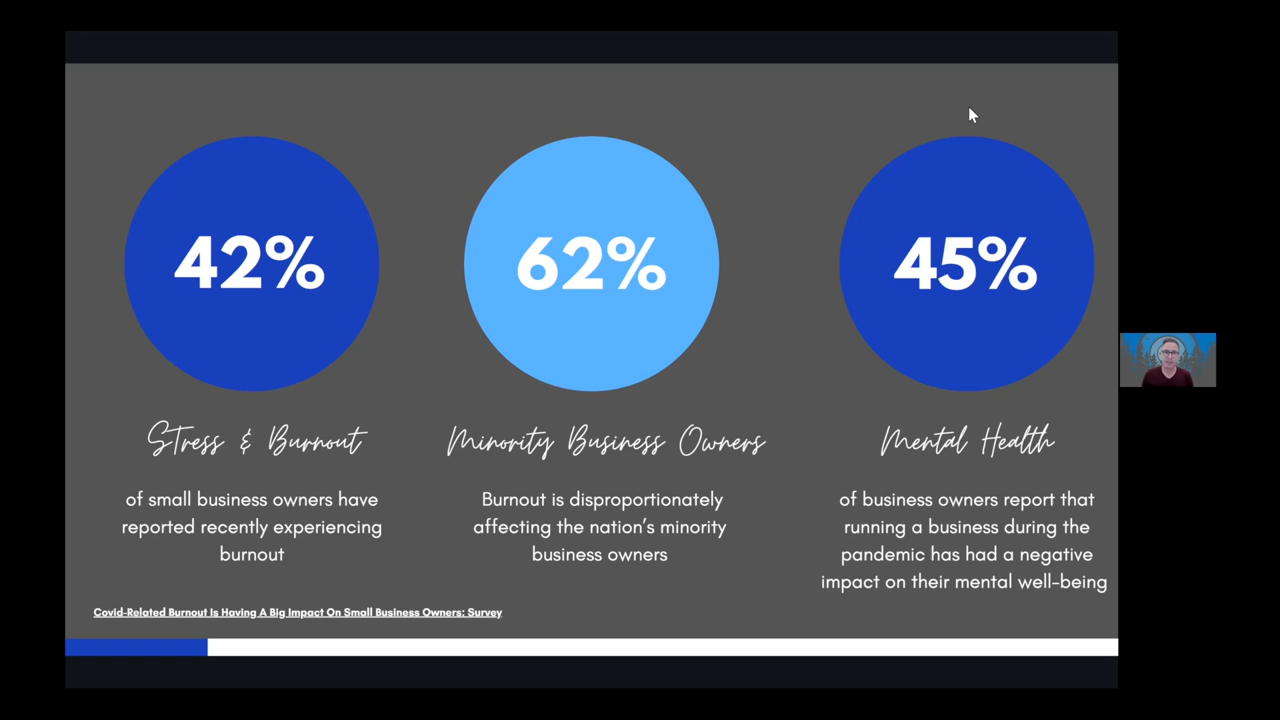 42%
62%
45%
STress & Burnout
Minority Business Owners
Mental Health
of small business owners have
reported recently experiencing
burnout
Burnout is disproportionately
affecting the nation's minority
business owners
of business owners report that
running a business during the
pandemic has had a negative
impact on their mental well-being
Covid-Related Burnout Is Having A Big Impact On Small Business Owners: Survey